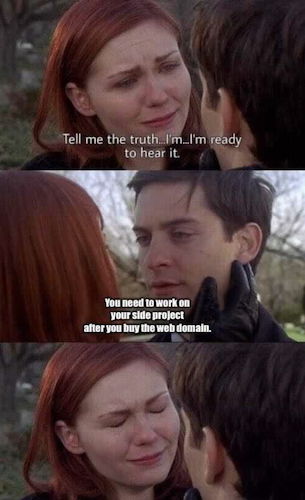 Tell me the truth...I'm...I'm ready
to hear it.
You need to work on
your side project
after you buy the web domain.